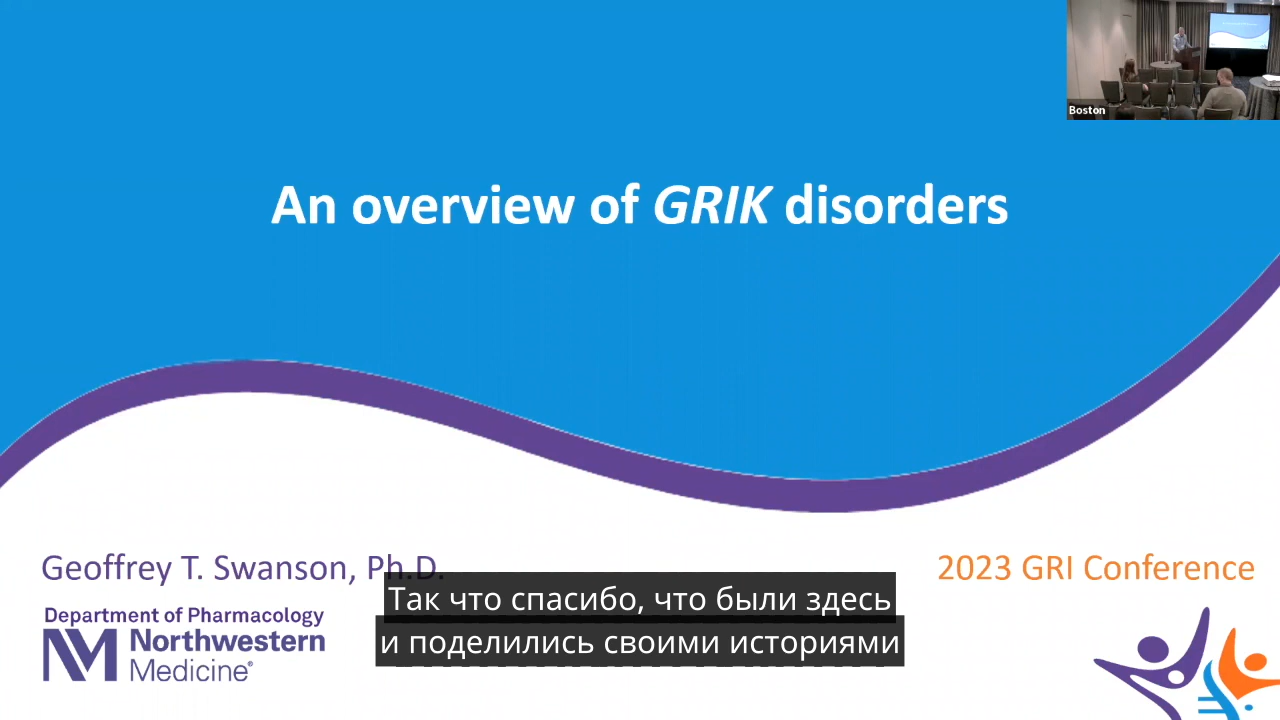 Boston
An overview of GRIK disorders
Geoffrey T. Swanson, Ph.D.
2023 GRI Conference
Department of Pharmacology
NM Northwestern
Medicine®
Так что спасибо, что были здесь
и поделились своими историями